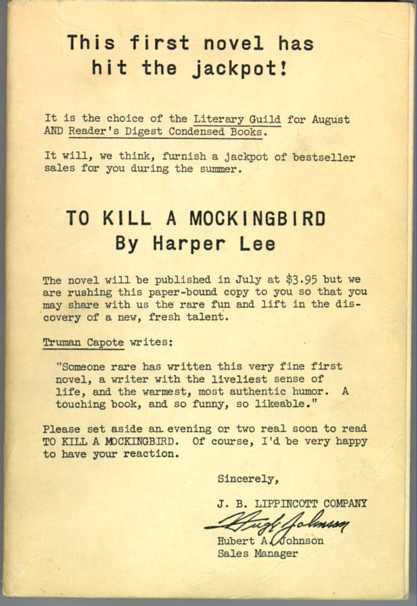 This first novel has
hit the jackpot!
It is the choice of the Literary Guild for August
AND Reader's Digest Condensed Books.
It will, we think, furnish a jackpot of bestseller
sales for you during the summer.
TO KILL A MOCKINGBIRD
By Harper Lee
The novel will be published in July at $3.95 but we
are rushing this paper-bound copy to you so that you
may share with us the rare fun and lift in the dis-
covery of a new, fresh talent.
Truman Capote writes:
"Someone rare has written this very fine first
novel, a writer with the liveliest sense of
life, and the warmest, most authentic humor. A
touching book, and so funny, so likeable."
Please set aside an evening or two real soon to read
TO KILL A MOCKINGBIRD. Of course, I'd be very happy
to have your reaction.
Sincerely,
J. B. LIPPINCOTT COMPANY
Hugh Johnson
Hubert A. Johnson
Sales Manager